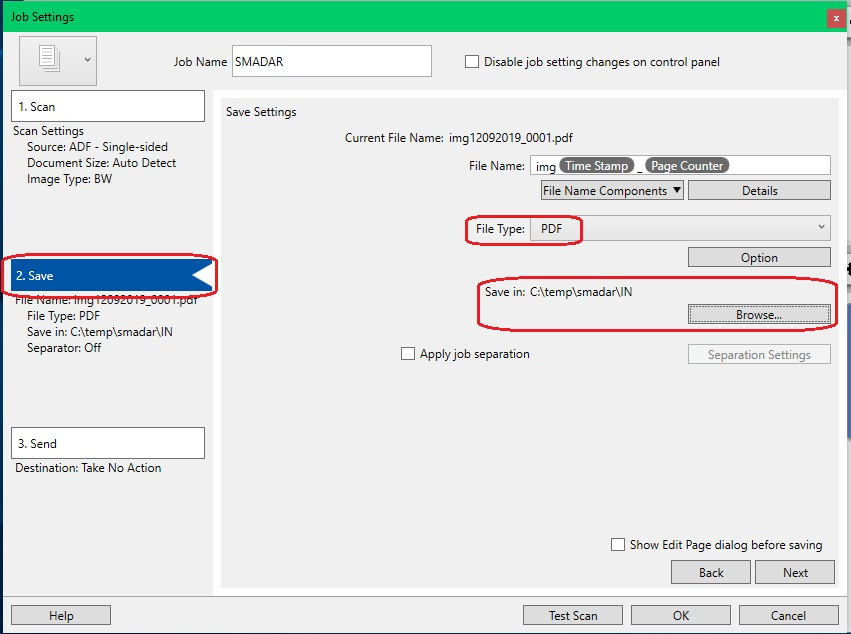 Job Settings
x
Job Name SMADAR
Disable job setting changes on control panel
1. Scan
Scan Settings
Source: ADF - Single-sided
Document Size: Auto Detect
Image Type: BW
2. Save
File Name: img12092019_0001.pdf
File Type: PDF
Save in: C:\temp\smadar\IN
Separator: Off
3. Send
Destination: Take No Action
Save Settings
Current File Name: img12092019_0001.pdf
File Name: img Time Stamp _ Page Counter
File Name Components Details
File Type: PDF
Option
Save in: C:\temp\smadar\IN
Browse...
Apply job separation Separation Settings
Show Edit Page dialog before saving
Back Next
Help Test Scan OK Cancel